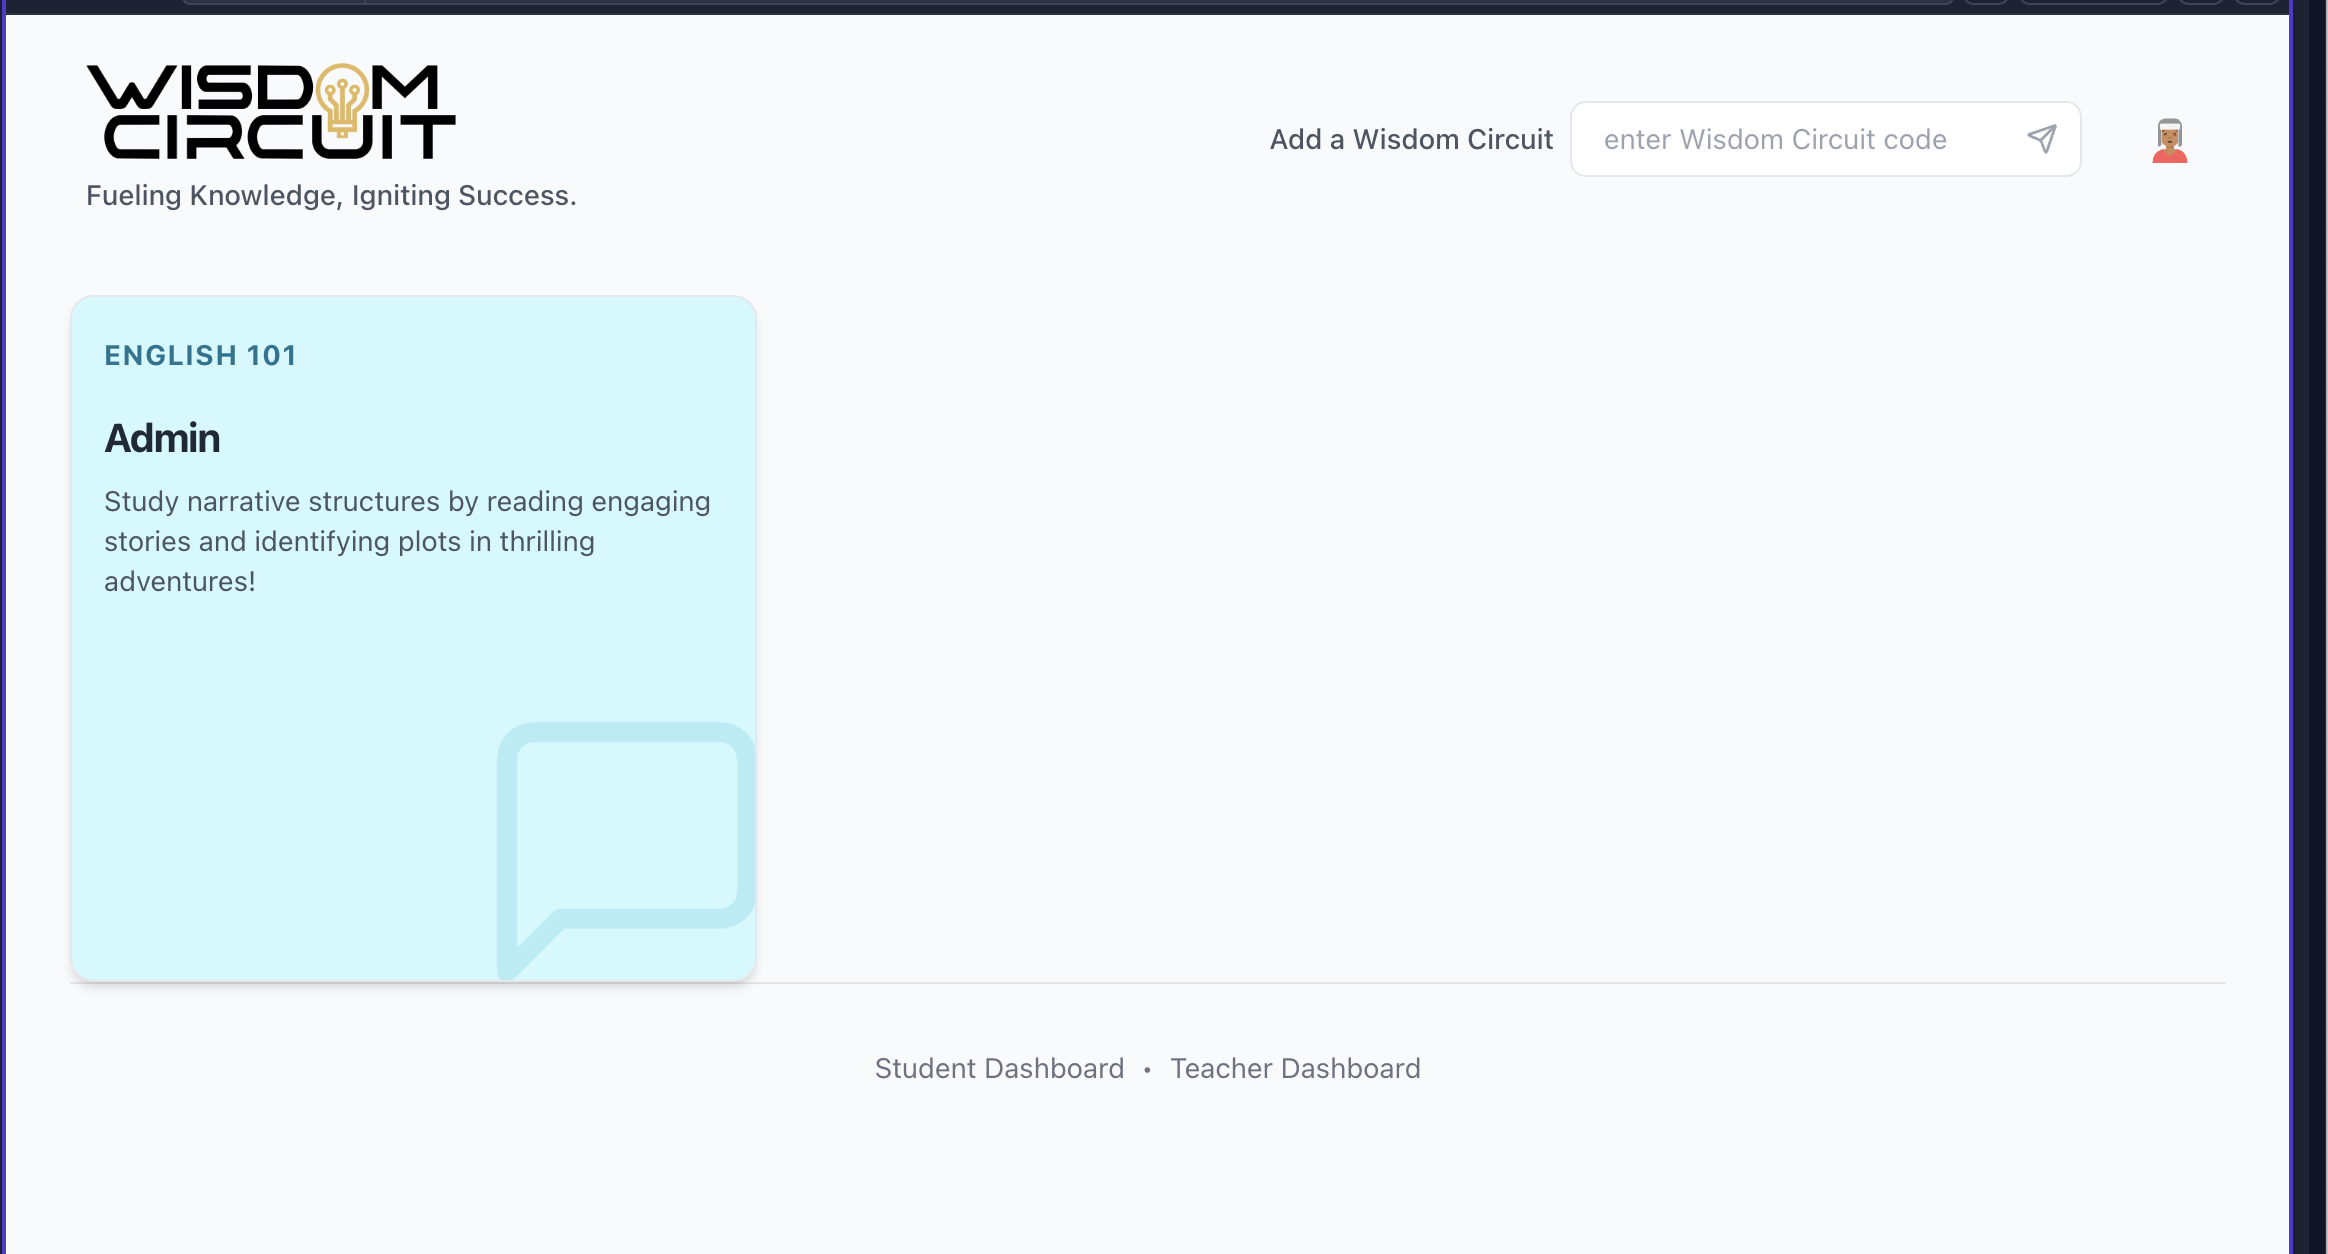 WISDOM
CIRCUIT
Fueling Knowledge, Igniting Success.
Add a Wisdom Circuit
enter Wisdom Circuit code
ENGLISH 101
Admin
Study narrative structures by reading engaging
stories and identifying plots in thrilling
adventures!
Student Dashboard • Teacher Dashboard